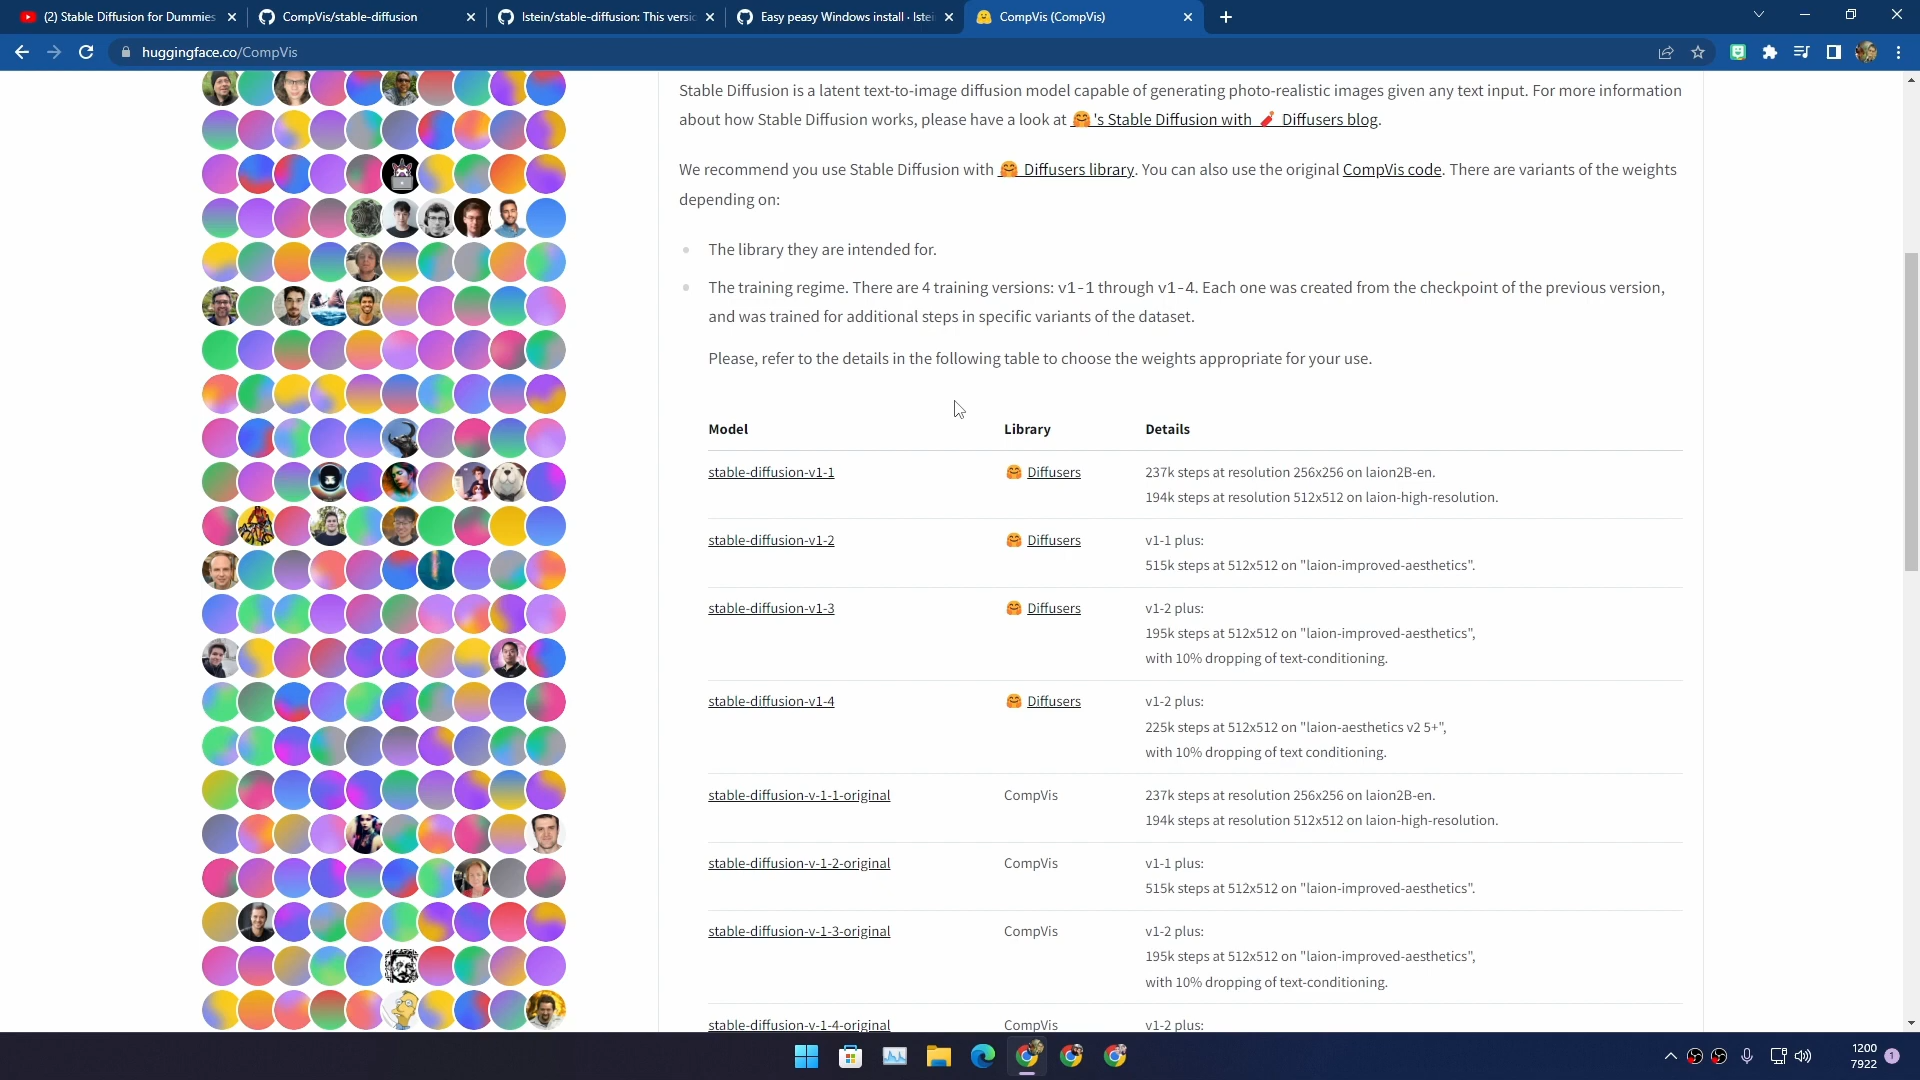 (2) Stable Diffusion for Dummies
CompVis/stable-diffusion
lstein/stable-diffusion: This versio
Easy peasy Windows install · lstei
CompVis (CompVis)
huggingface.co/CompVis
Stable Diffusion is a latent text-to-image diffusion model capable of generating photo-realistic images given any text input. For more information
about how Stable Diffusion works, please have a look at 🤗's Stable Diffusion with 🧨 Diffusers blog.
We recommend you use Stable Diffusion with 🤗 Diffusers library. You can also use the original CompVis code. There are variants of the weights
depending on:
The library they are intended for.
The training regime. There are 4 training versions: v1-1 through v1-4. Each one was created from the checkpoint of the previous version,
and was trained for additional steps in specific variants of the dataset.
Please, refer to the details in the following table to choose the weights appropriate for your use.
Model Library Details
stable-diffusion-v1-1 🤗 Diffusers 237k steps at resolution 256x256 on laion2B-en.
194k steps at resolution 512x512 on laion-high-resolution.
stable-diffusion-v1-2 🤗 Diffusers v1-1 plus:
515k steps at 512x512 on "laion-improved-aesthetics".
stable-diffusion-v1-3 🤗 Diffusers v1-2 plus:
195k steps at 512x512 on "laion-improved-aesthetics",
with 10% dropping of text-conditioning.
stable-diffusion-v1-4 🤗 Diffusers v1-2 plus:
225k steps at 512x512 on "laion-aesthetics v2 5+",
with 10% dropping of text conditioning.
stable-diffusion-v-1-1-original CompVis 237k steps at resolution 256x256 on laion2B-en.
194k steps at resolution 512x512 on laion-high-resolution.
stable-diffusion-v-1-2-original CompVis v1-1 plus:
515k steps at 512x512 on "laion-improved-aesthetics".
stable-diffusion-v-1-3-original CompVis v1-2 plus:
195k steps at 512x512 on "laion-improved-aesthetics",
with 10% dropping of text-conditioning.
stable-diffusion-v-1-4-original CompVis v1-2 plus:
1200
7922
1